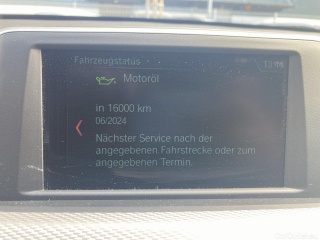 Fahrzeugstatus
Motoröl
in 16000 km
06/2024
Nächster Service nach der
angegebenen Fahrstrecke oder zum
angegebenen Termin.